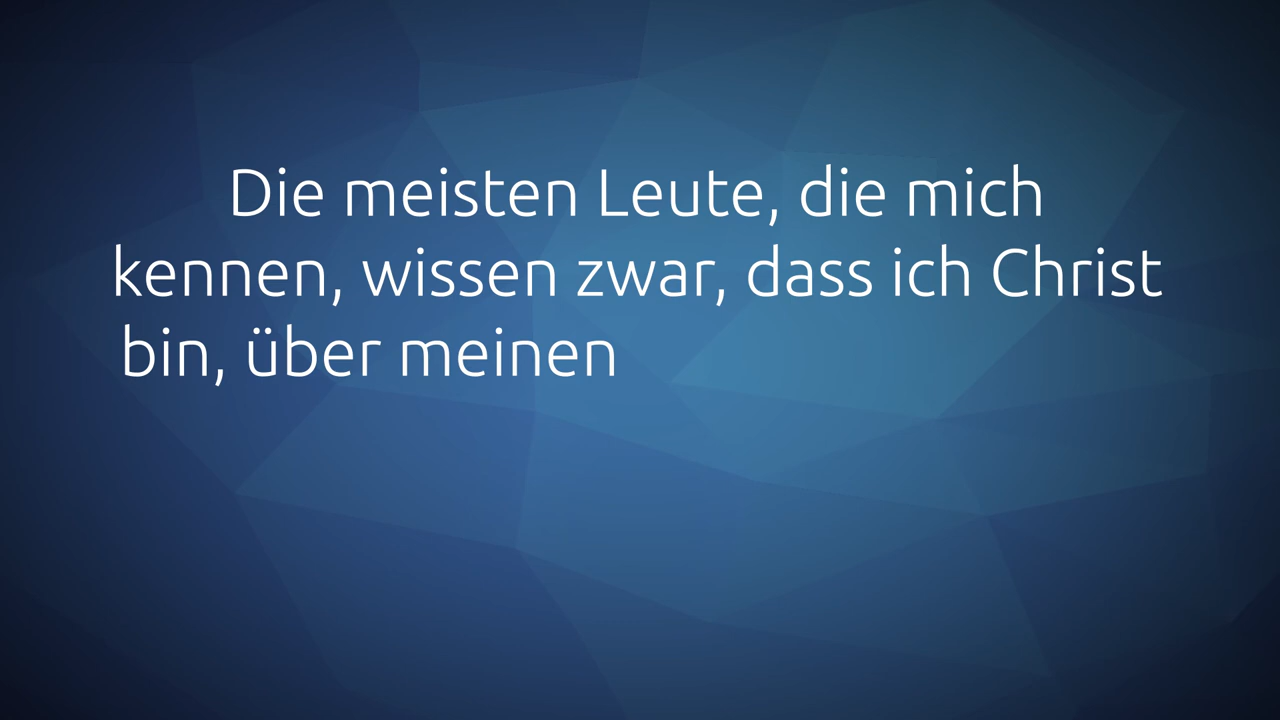 Die meisten Leute, die mich
kennen, wissen zwar, dass ich Christ
bin, über meinen